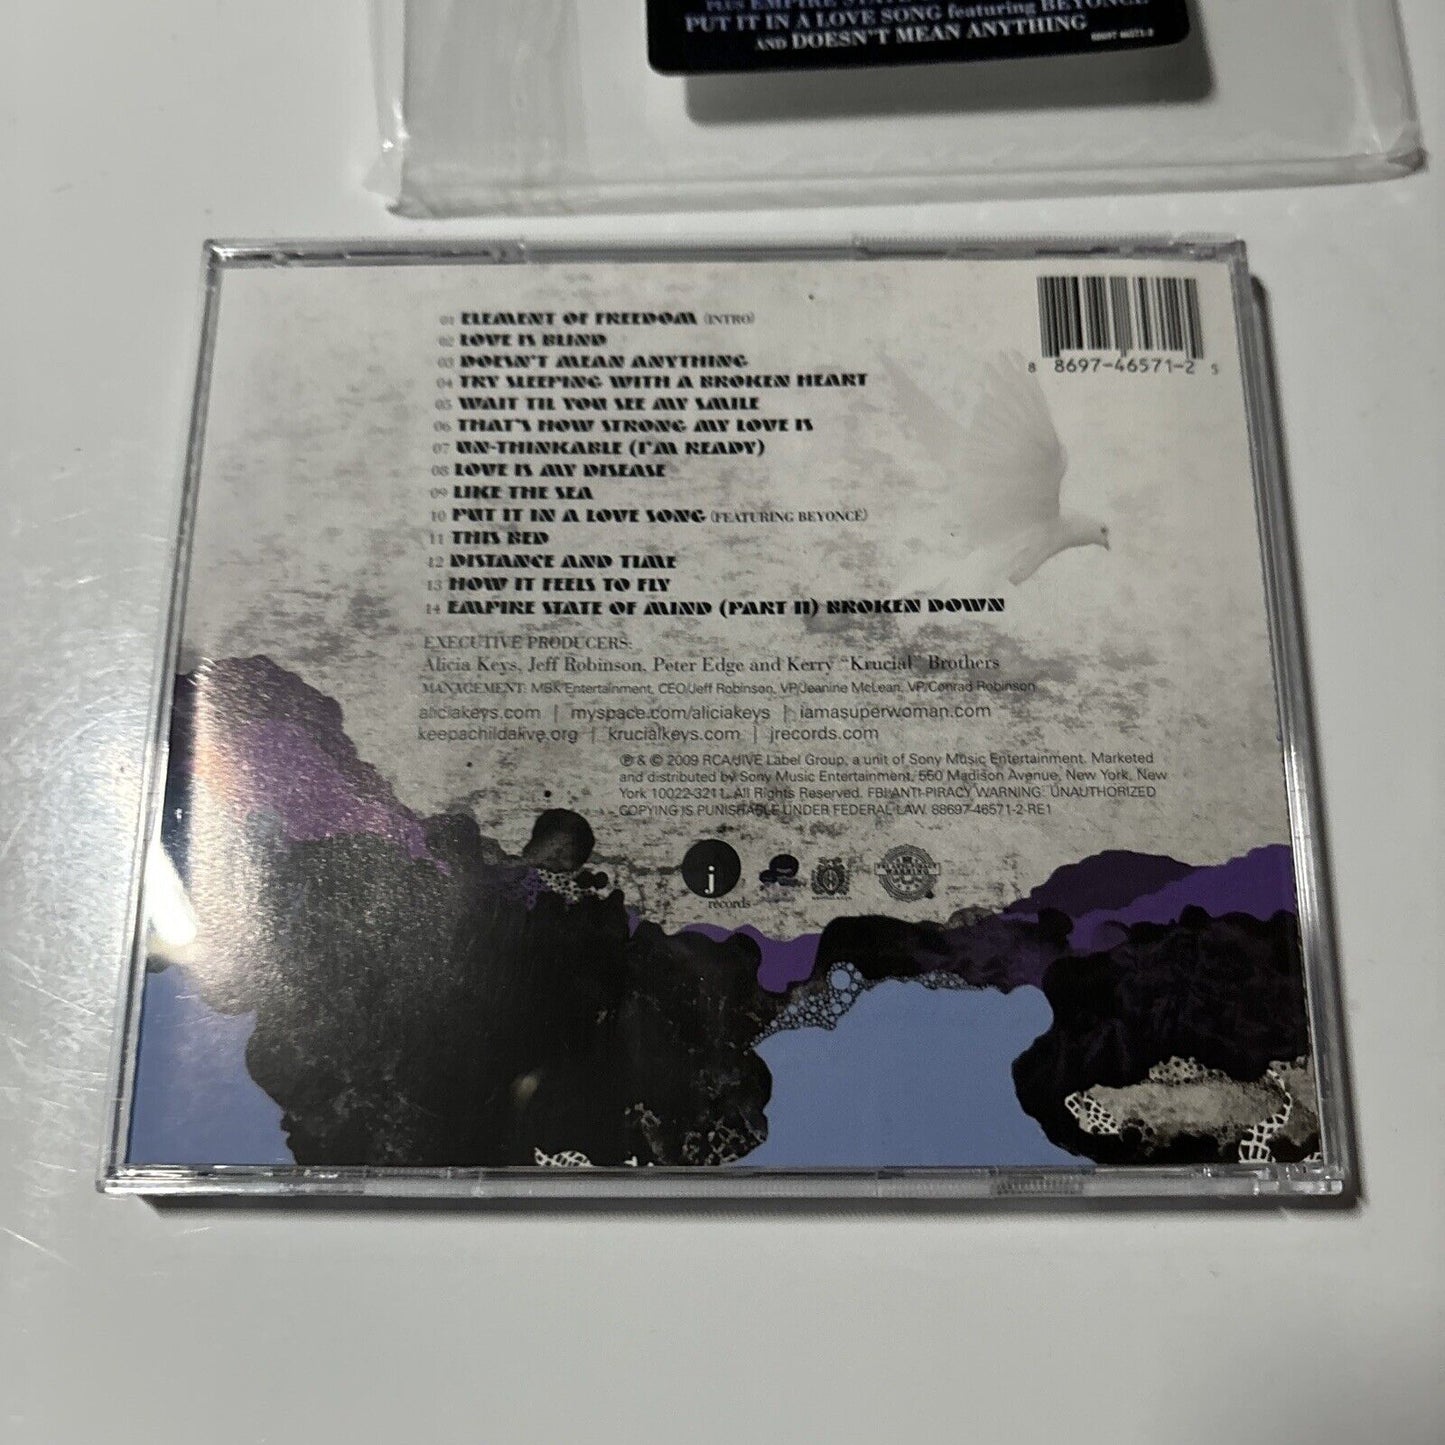 PLUS EMPIRE STATE
PUT IT IN A LOVE SONG featuring BEYONCE
AND DOESN'T MEAN ANYTHING
01 ELEMENT OF FREEDOM (INTRO)
02 LOVE IS BLIND
03 DOESN'T MEAN ANYTHING
04 TRY SLEEPING WITH A BROKEN HEART
05 WAIT TIL YOU SEE MY SMILE
06 THAT'S HOW STRONG MY LOVE IS
07 UN-THINKABLE (I'M READY)
08 LOVE IS MY DISEASE
09 LIKE THE SEA
10 PUT IT IN A LOVE SONG (FEATURING BEYONCE)
11 THIS BED
12 DISTANCE AND TIME
13 HOW IT FEELS TO FLY
14 EMPIRE STATE OF MIND (PART II) BROKEN DOWN
8 8697-46571-2 5
EXECUTIVE PRODUCERS:
Alicia Keys, Jeff Robinson, Peter Edge and Kerry "Krucial" Brothers
MANAGEMENT: MBK Entertainment, CEO/Jeff Robinson, VP/Jeanine McLean, VP/Conrad Robinson
aliciakeys.com | myspace.com/aliciakeys | iamasuperwoman.com
keepachildalive.org | krucialkeys.com | jrecords.com
℗ & © 2009 RCA/JIVE Label Group, a unit of Sony Music Entertainment. Marketed
and distributed by Sony Music Entertainment, 550 Madison Avenue, New York, New
York 10022-3211. All Rights Reserved. FBI ANTI-PIRACY WARNING: UNAUTHORIZED
COPYING IS PUNISHABLE UNDER FEDERAL LAW. 88697-46571-2-RE1
j
records